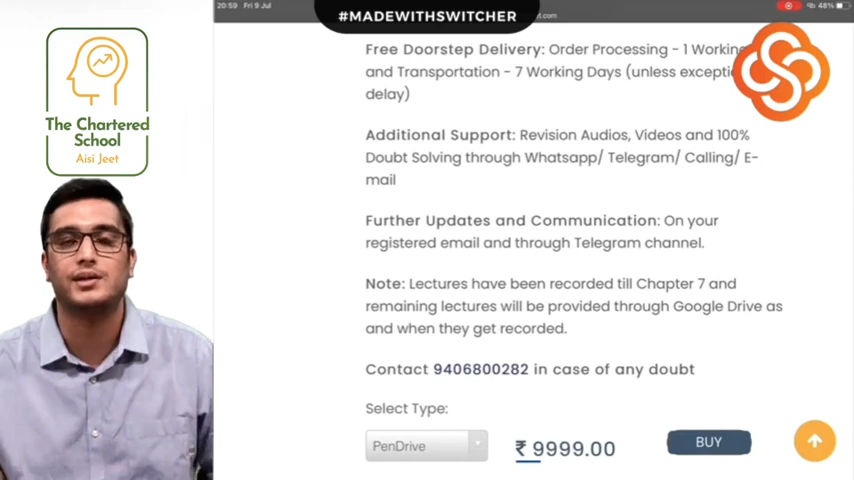 20:59 Fri 9 Jul
#MADEWITHSWITCHER
et.com
48%
The Chartered
School
Aisi Jeet
Free Doorstep Delivery: Order Processing - 1 Working
and Transportation - 7 Working Days (unless
delay)
Additional Support: Revision Audios, Videos and 100%
Doubt Solving through Whatsapp/ Telegram/ Calling/ E-
mail
Further Updates and Communication: On your
registered email and through Telegram channel.
Note: Lectures have been recorded till Chapter 7 and
remaining lectures will be provided through Google Drive as
and when they get recorded.
Contact 9406800282 in case of any doubt
Select Type:
PenDrive
₹ 9999.00
BUY